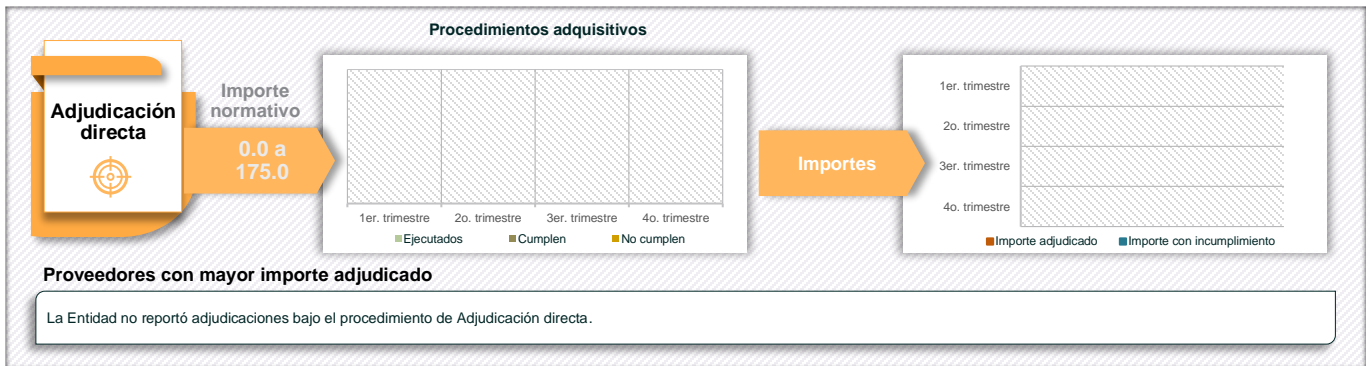 Procedimientos adquisitivos
Adjudicación
directa
Importe
normativo
0.0 a
175.0
1er. trimestre
2o. trimestre
3er. trimestre
4o. trimestre
Ejecutados
Cumplen
No cumplen
Importes
1er. trimestre
2o. trimestre
3er. trimestre
4o. trimestre
Importe adjudicado
Importe con incumplimiento
Proveedores con mayor importe adjudicado
La Entidad no reportó adjudicaciones bajo el procedimiento de Adjudicación directa.